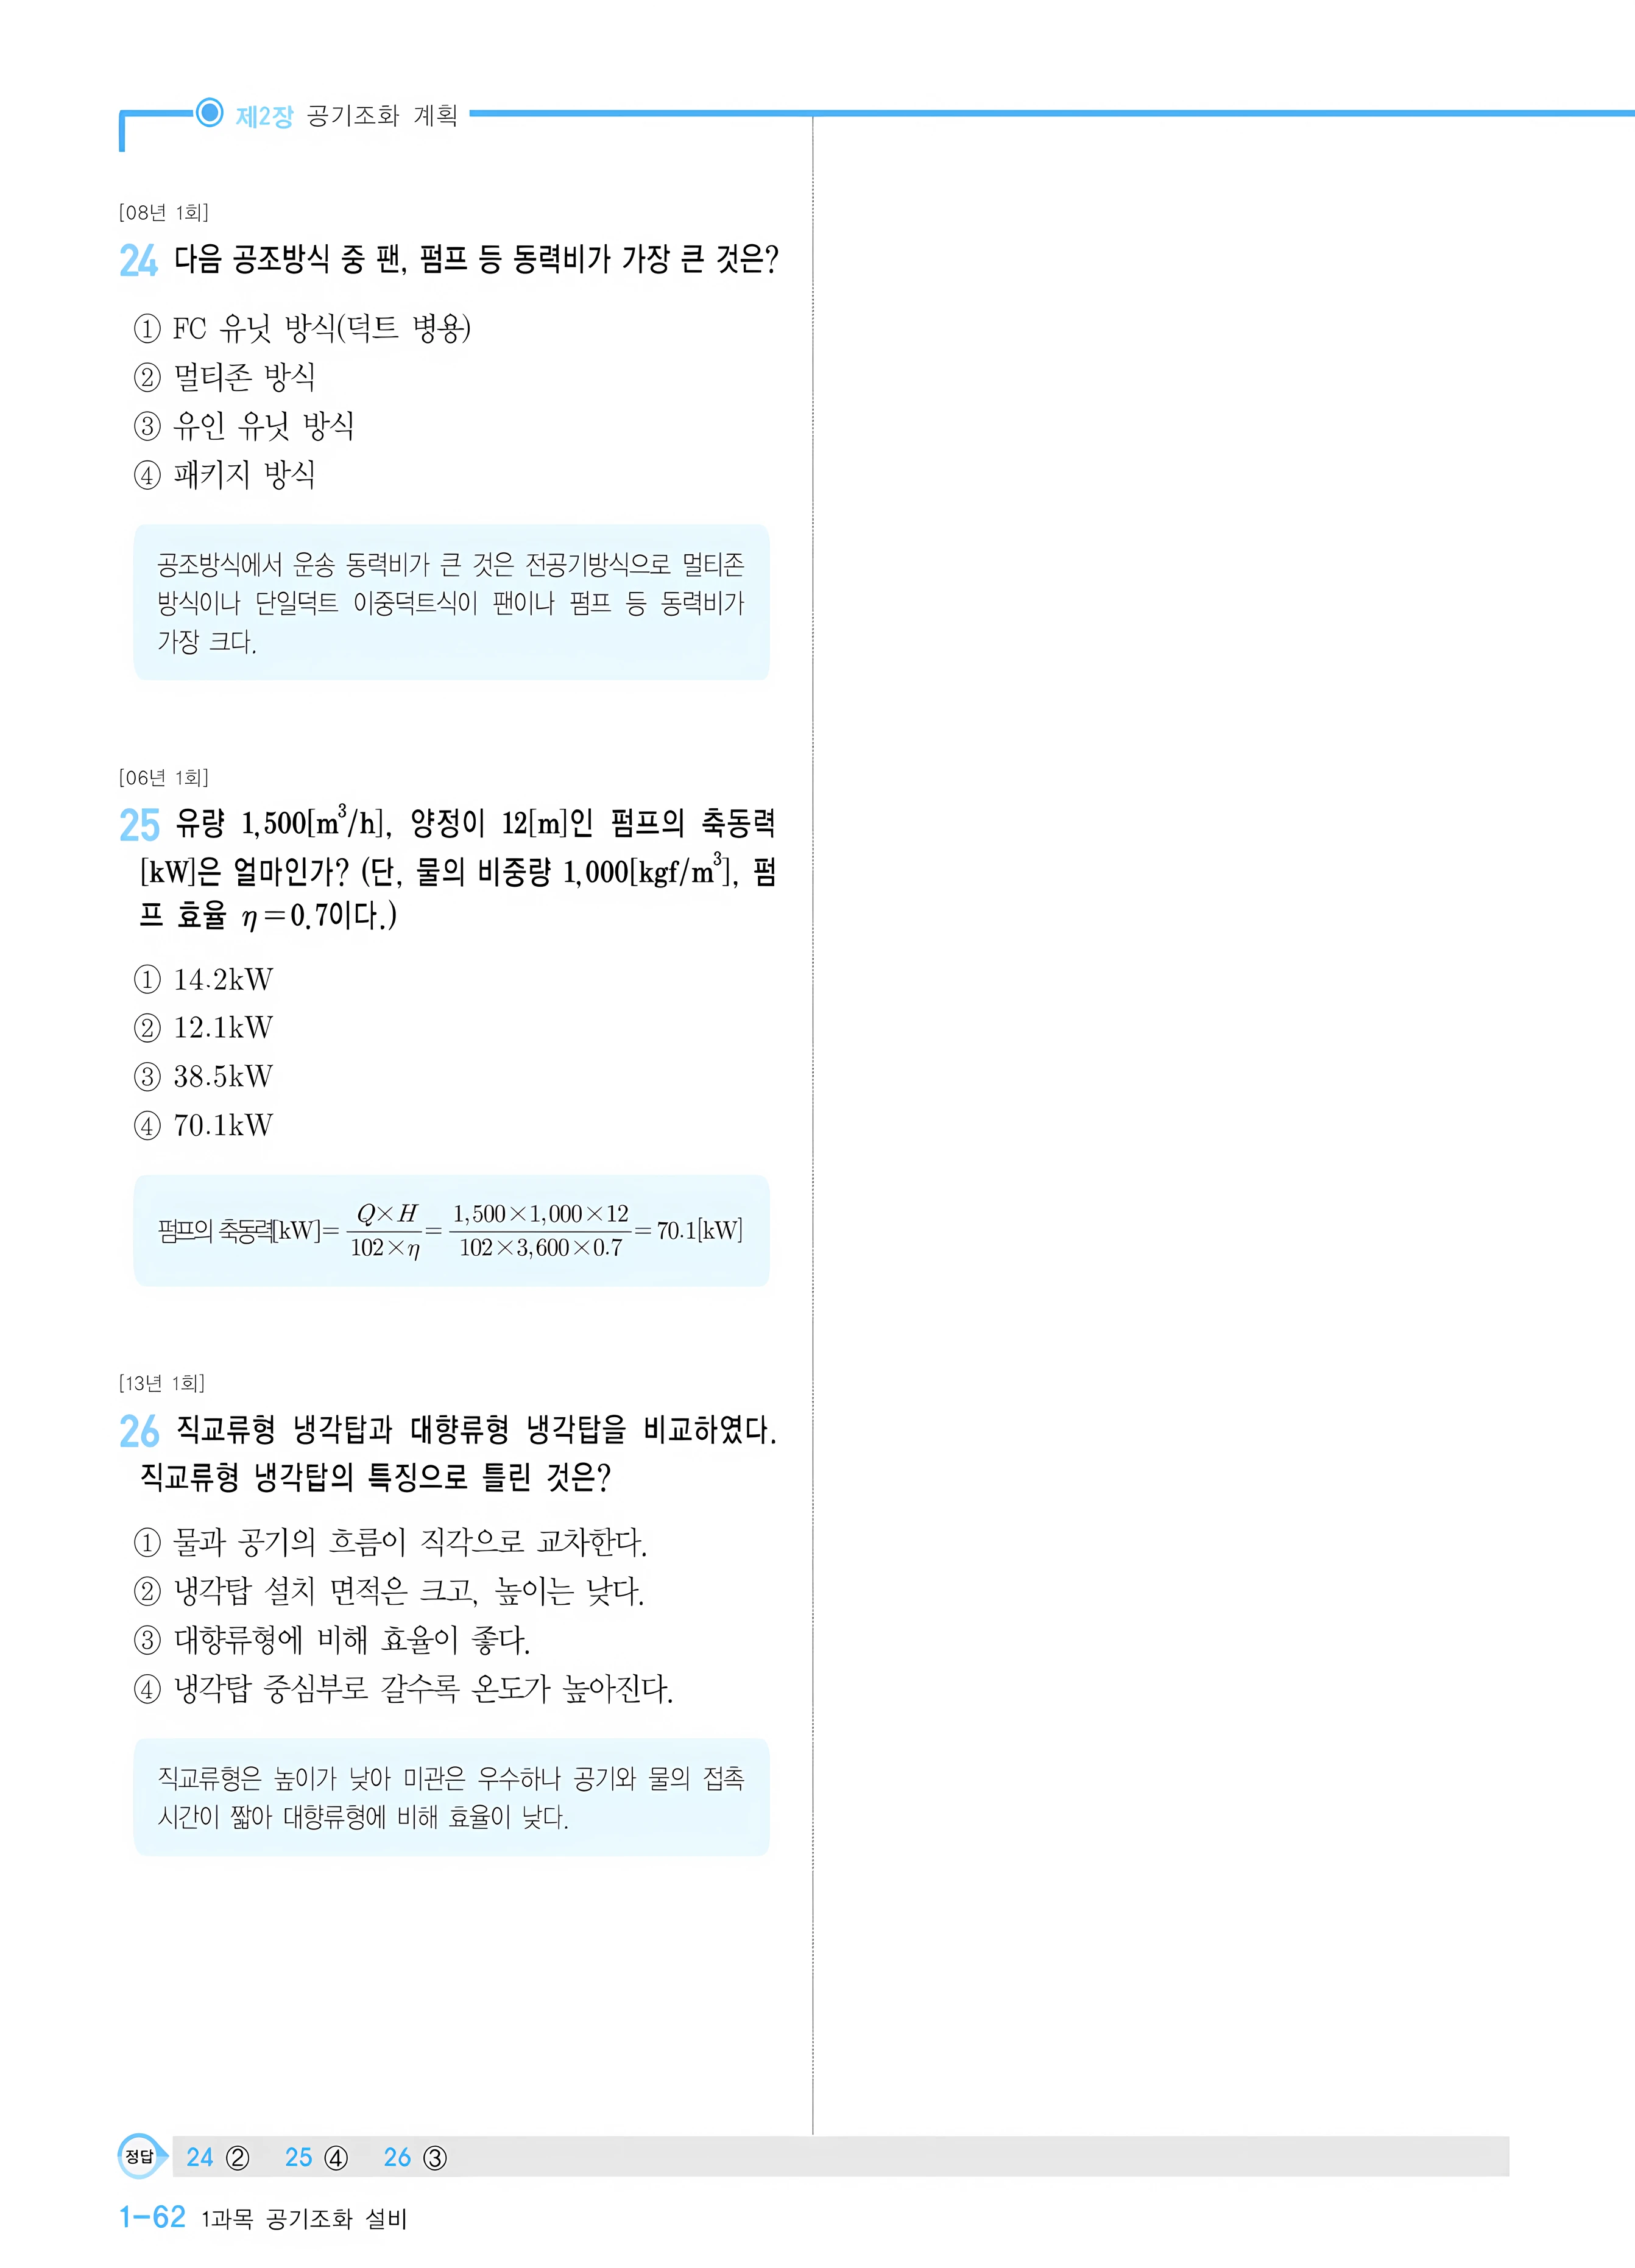 제2장 공기조화 계획
[08년 1회]
24 다음 공조방식 중 팬, 펌프 등 동력비가 가장 큰 것은?
① FC 유닛 방식(덕트 병용)
② 멀티존 방식
③ 유인 유닛 방식
④ 패키지 방식
공조방식에서 운송 동력비가 큰 것은 전공기방식으로 멀티존
방식이나 단일덕트 이중덕트식이 팬이나 펌프 등 동력비가
가장 크다.
[06년 1회]
25 유량 1,500[m³/h], 양정이 12[m]인 펌프의 축동력
[kW]은 얼마인가? (단, 물의 비중량 1,000[kgf/m³], 펌
프 효율 η=0.7이다.)
① 14.2kW
② 12.1kW
③ 38.5kW
④ 70.1kW
펌프의 축동력[kW]= Q×H / 102×η = 1,500×1,000×12 / 102×3,600×0.7 = 70.1[kW]
[13년 1회]
26 직교류형 냉각탑과 대향류형 냉각탑을 비교하였다.
직교류형 냉각탑의 특징으로 틀린 것은?
① 물과 공기의 흐름이 직각으로 교차한다.
② 냉각탑 설치 면적은 크고, 높이는 낮다.
③ 대향류형에 비해 효율이 좋다.
④ 냉각탑 중심부로 갈수록 온도가 높아진다.
직교류형은 높이가 낮아 미관은 우수하나 공기와 물의 접촉
시간이 짧아 대향류형에 비해 효율이 낮다.
정답 24 ② 25 ④ 26 ③
1-62 1과목 공기조화 설비